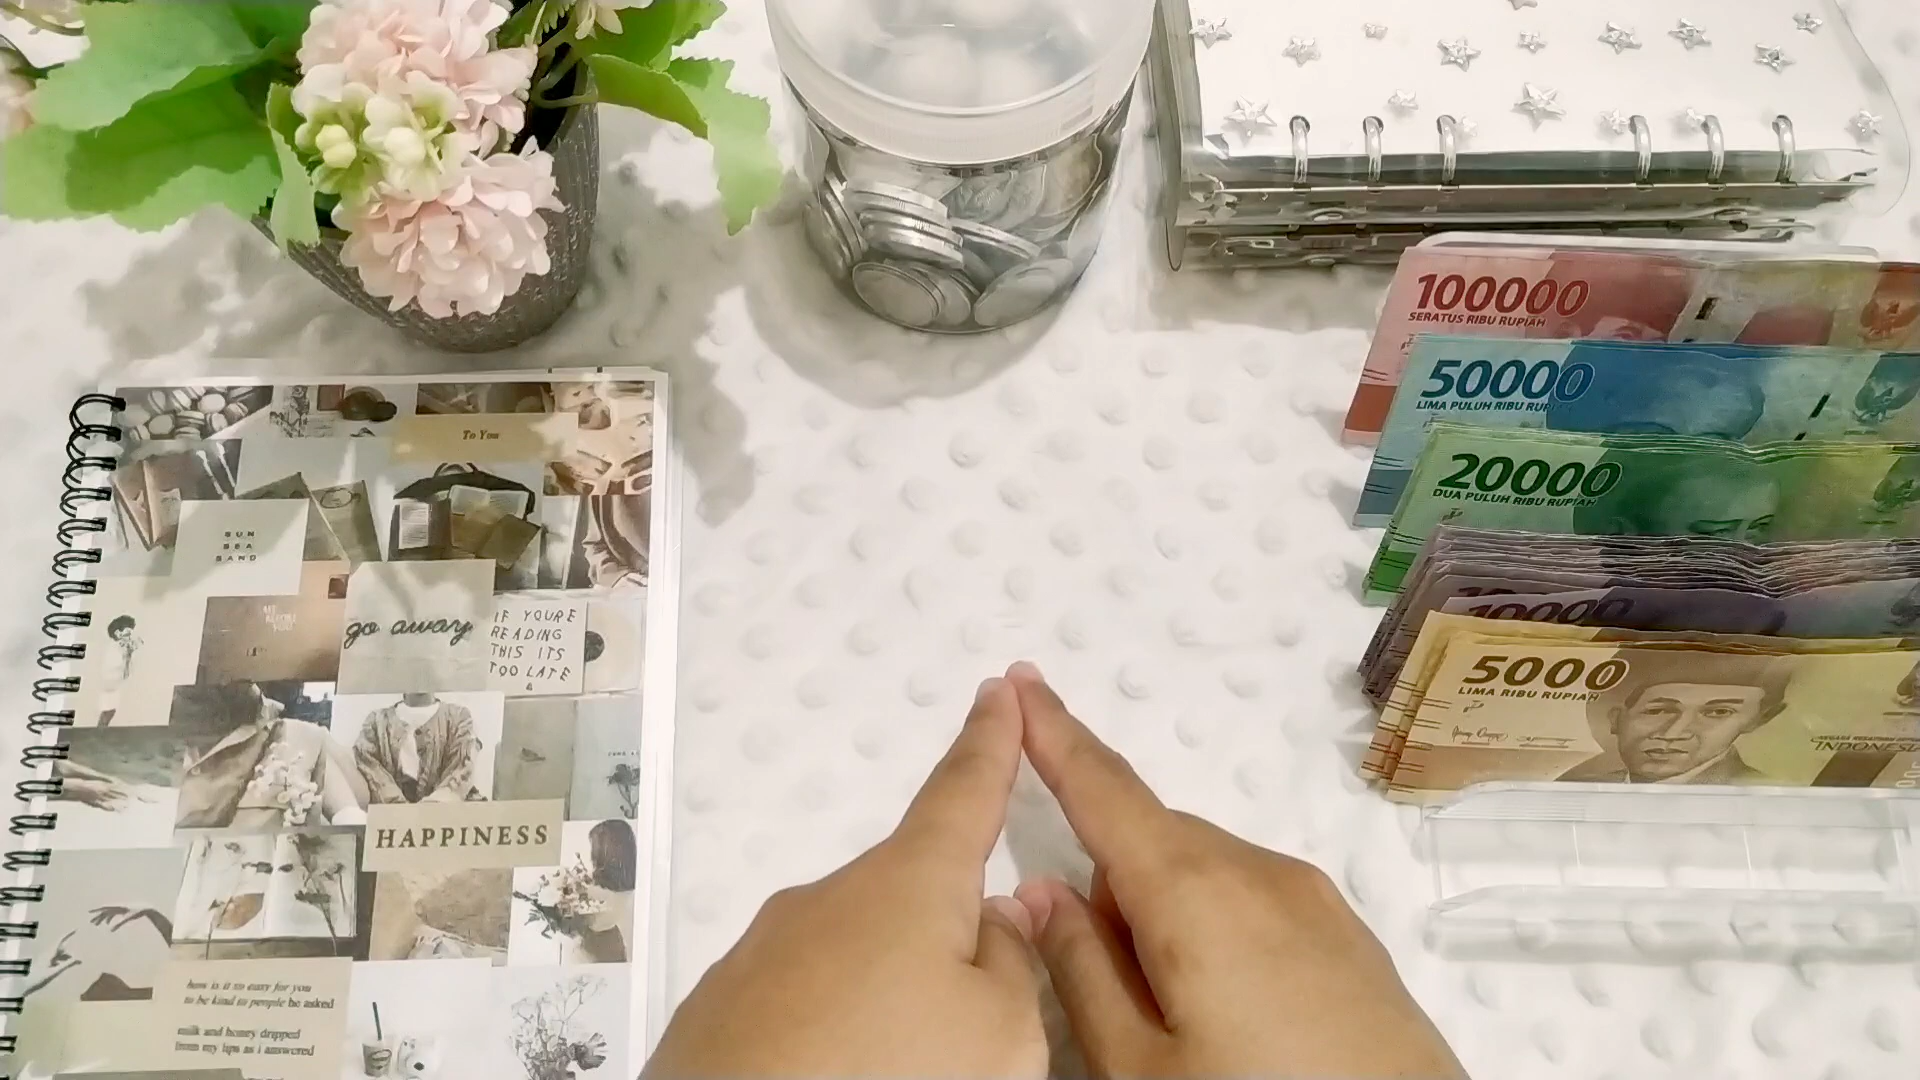 To You
SUN
SEA
SAND
go away
IF YOURE
READING
THIS ITS
TOO LATE
HAPPINESS
how is it so easy for you
to be kind to people he asked
milk and honey dripped
from my lips as i answered
100000
SERATUS RIBU RUPIAH
50000
LIMA PULUH RIBU RUPIAH
20000
DUA PULUH RIBU RUPIAH
10000
10000
5000
LIMA RIBU RUPIAH
INDONESIA